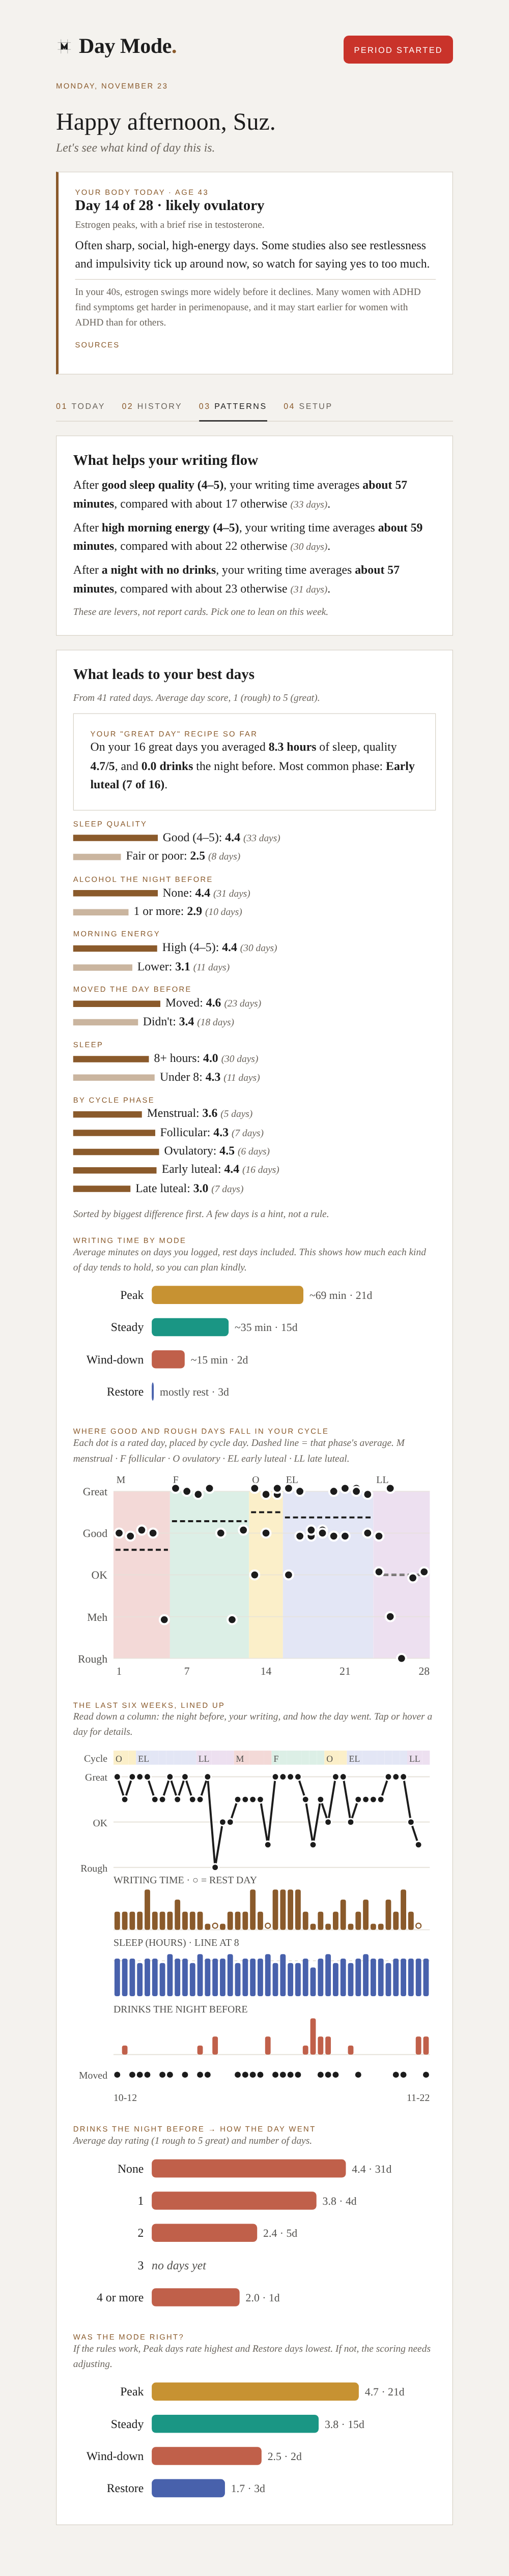 Day Mode.
PERIOD STARTED
MONDAY, NOVEMBER 23
Happy afternoon, Suz.
Let's see what kind of day this is.
YOUR BODY TODAY · AGE 43
Day 14 of 28 · likely ovulatory
Estrogen peaks, with a brief rise in testosterone.
Often sharp, social, high-energy days. Some studies also see restlessness
and impulsivity tick up around now, so watch for saying yes to too much.
In your 40s, estrogen swings more widely before it declines. Many women with ADHD
find symptoms get harder in perimenopause, and it may start earlier for women with
ADHD than for others.
SOURCES
01 TODAY 02 HISTORY 03 PATTERNS 04 SETUP
What helps your writing flow
After good sleep quality (4–5), your writing time averages about 57
minutes, compared with about 17 otherwise (33 days).
After high morning energy (4–5), your writing time averages about 59
minutes, compared with about 22 otherwise (30 days).
After a night with no drinks, your writing time averages about 57
minutes, compared with about 23 otherwise (31 days).
These are levers, not report cards. Pick one to lean on this week.
What leads to your best days
From 41 rated days. Average day score, 1 (rough) to 5 (great).
YOUR "GREAT DAY" RECIPE SO FAR
On your 16 great days you averaged 8.3 hours of sleep, quality
4.7/5, and 0.0 drinks the night before. Most common phase: Early
luteal (7 of 16).
SLEEP QUALITY
Good (4–5): 4.4 (33 days)
Fair or poor: 2.5 (8 days)
ALCOHOL THE NIGHT BEFORE
None: 4.4 (31 days)
1 or more: 2.9 (10 days)
MORNING ENERGY
High (4–5): 4.4 (30 days)
Lower: 3.1 (11 days)
MOVED THE DAY BEFORE
Moved: 4.6 (23 days)
Didn't: 3.4 (18 days)
SLEEP
8+ hours: 4.0 (30 days)
Under 8: 4.3 (11 days)
BY CYCLE PHASE
Menstrual: 3.6 (5 days)
Follicular: 4.3 (7 days)
Ovulatory: 4.5 (6 days)
Early luteal: 4.4 (16 days)
Late luteal: 3.0 (7 days)
Sorted by biggest difference first. A few days is a hint, not a rule.
WRITING TIME BY MODE
Average minutes on days you logged, rest days included. This shows how much each kind
of day tends to hold, so you can plan kindly.
Peak ~69 min · 21d
Steady ~35 min · 15d
Wind-down ~15 min · 2d
Restore mostly rest · 3d
WHERE GOOD AND ROUGH DAYS FALL IN YOUR CYCLE
Each dot is a rated day, placed by cycle day. Dashed line = that phase's average. M
menstrual · F follicular · O ovulatory · EL early luteal · LL late luteal.
M F O EL LL
Great
Good
OK
Meh
Rough
1 7 14 21 28
THE LAST SIX WEEKS, LINED UP
Read down a column: the night before, your writing, and how the day went. Tap or hover a
day for details.
Cycle O EL LL M F O EL LL
Great
OK
Rough
WRITING TIME · ○ = REST DAY
SLEEP (HOURS) · LINE AT 8
DRINKS THE NIGHT BEFORE
Moved
10-12 11-22
DRINKS THE NIGHT BEFORE → HOW THE DAY WENT
Average day rating (1 rough to 5 great) and number of days.
None 4.4 · 31d
1 3.8 · 4d
2 2.4 · 5d
3 no days yet
4 or more 2.0 · 1d
WAS THE MODE RIGHT?
If the rules work, Peak days rate highest and Restore days lowest. If not, the scoring needs
adjusting.
Peak 4.7 · 21d
Steady 3.8 · 15d
Wind-down 2.5 · 2d
Restore 1.7 · 3d